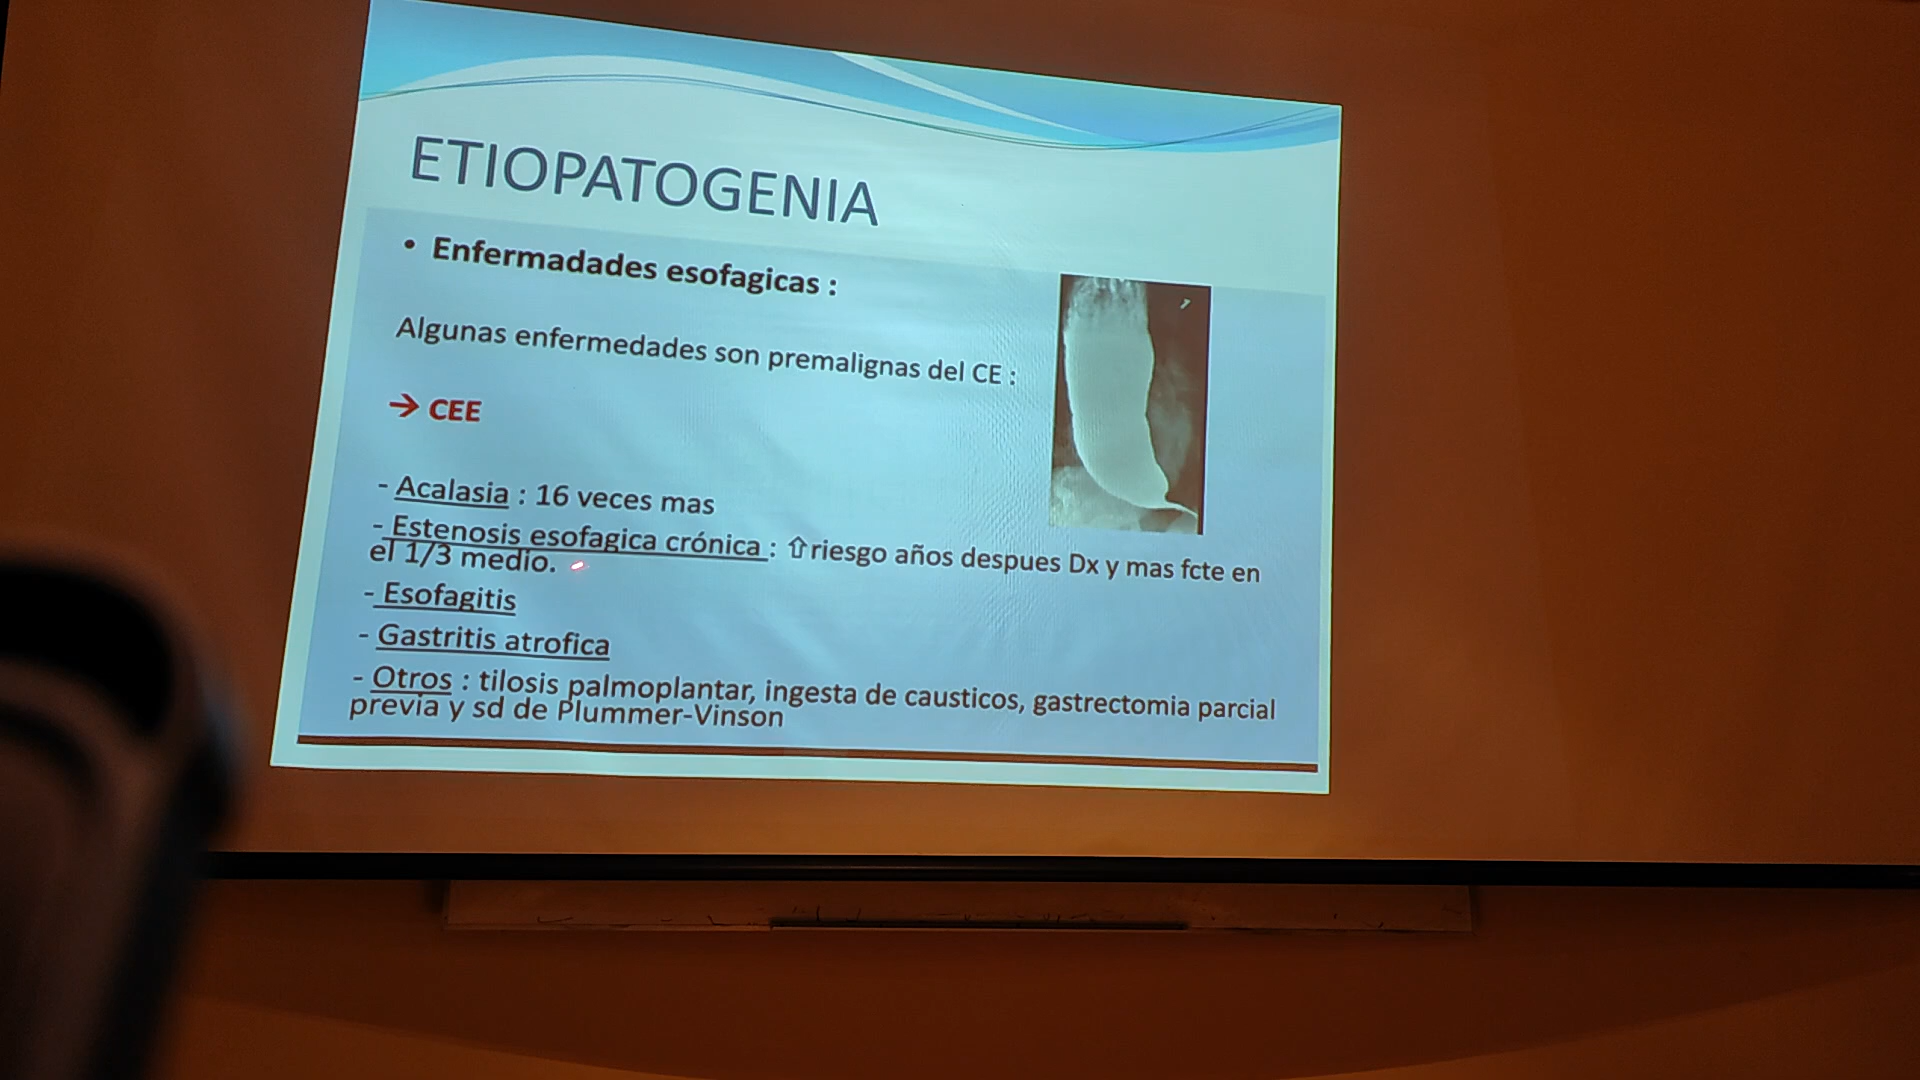 ETIOPATOGENIA
• Enfermadades esofagicas :
Algunas enfermedades son premalignas del CE :
→ CEE
- Acalasia : 16 veces mas
- Estenosis esofagica crónica : ⇧riesgo años despues Dx y mas fcte en
el 1/3 medio.
- Esofagitis
- Gastritis atrofica
- Otros : tilosis palmoplantar, ingesta de causticos, gastrectomia parcial
previa y sd de Plummer-Vinson